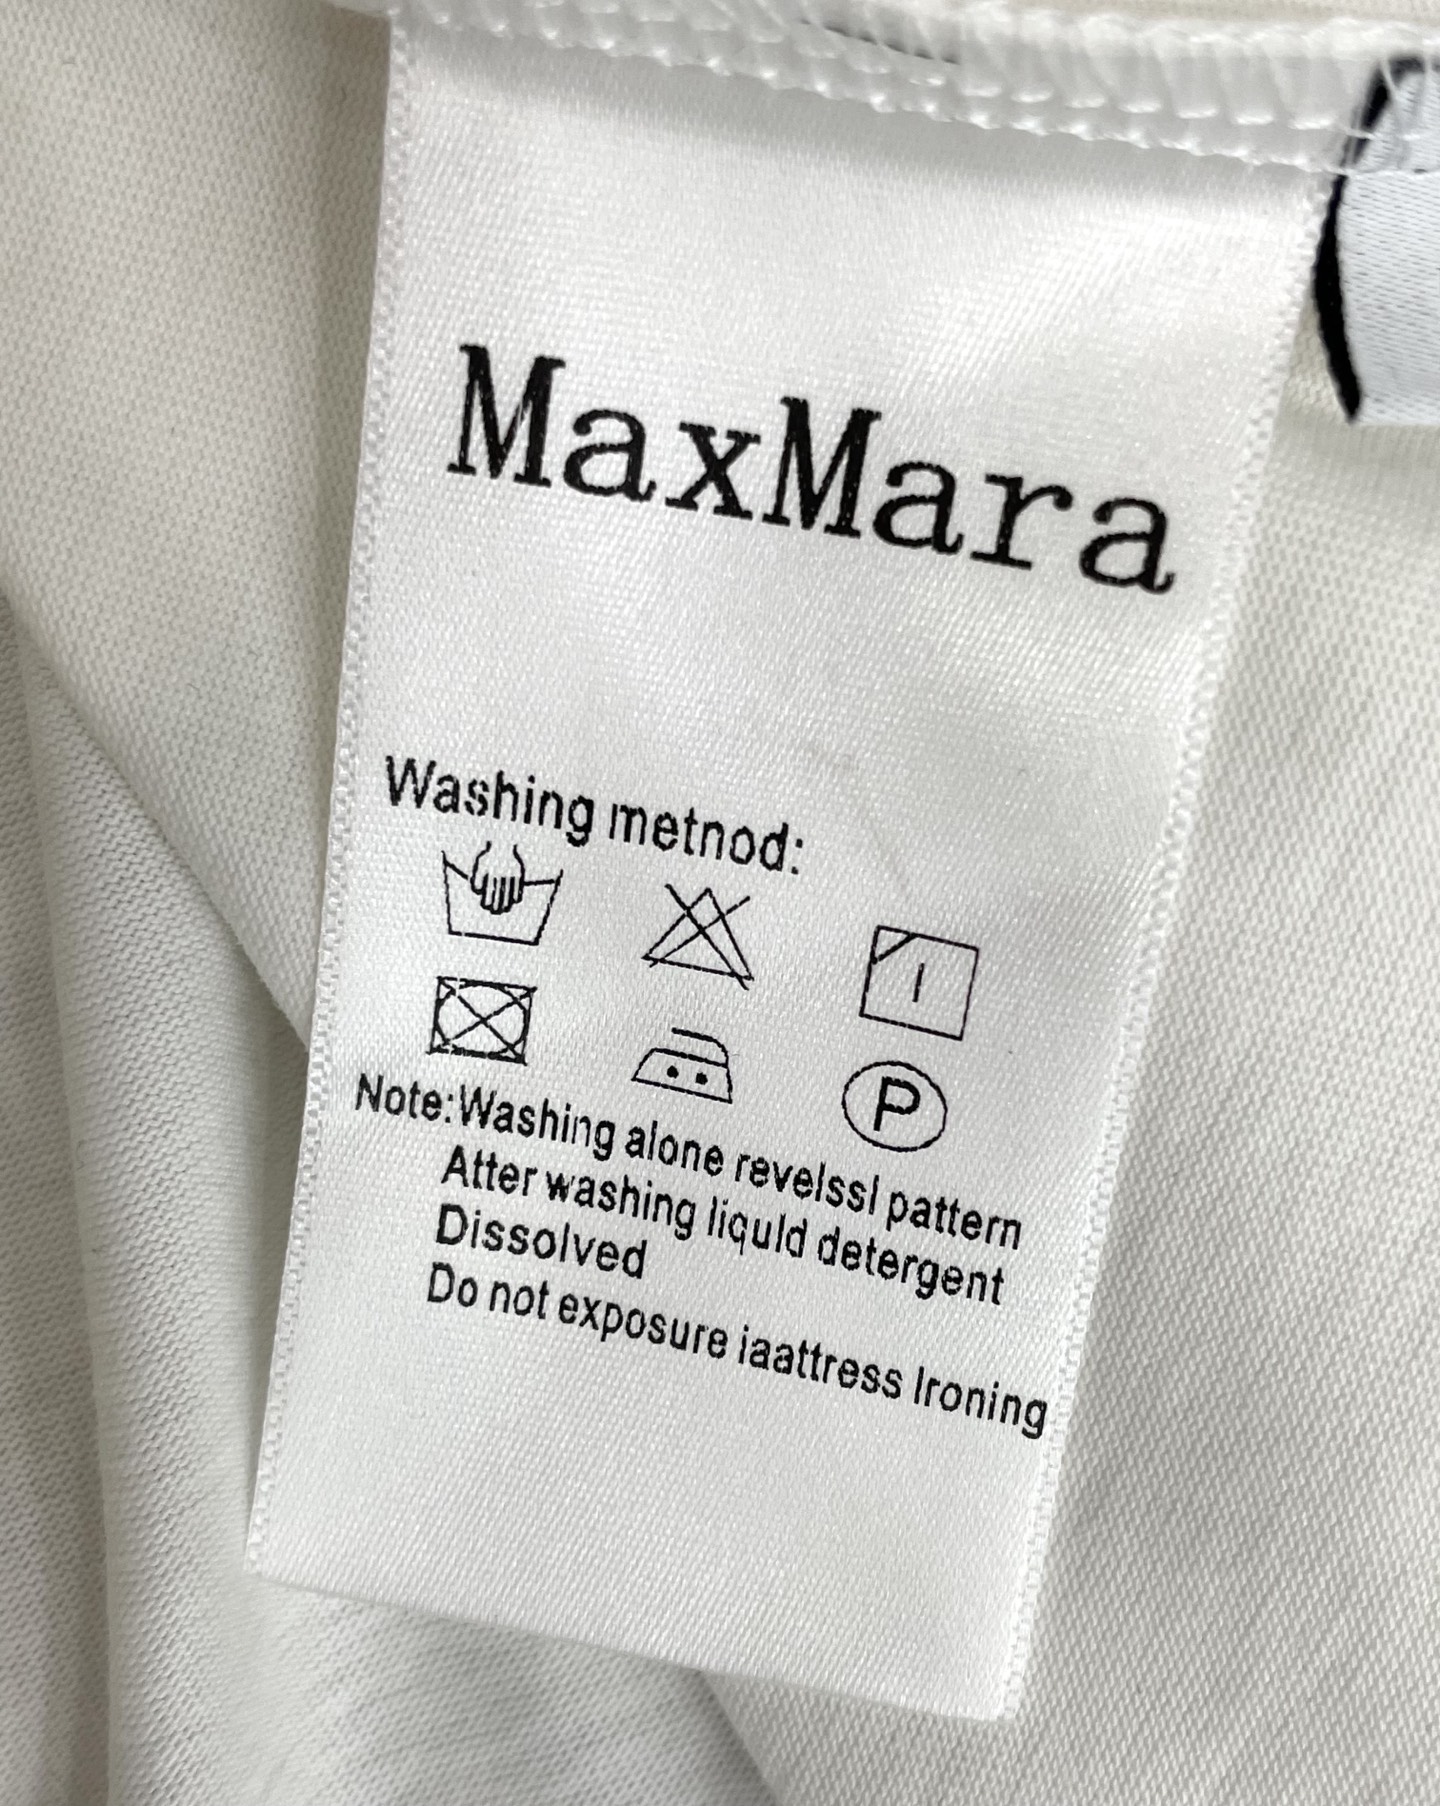 MaxMara
Washing metnod:
P
Note:Washing alone revelssl pattern
Atter washing liquld detergent
Dissolved
Do not exposure iaattress Ironing